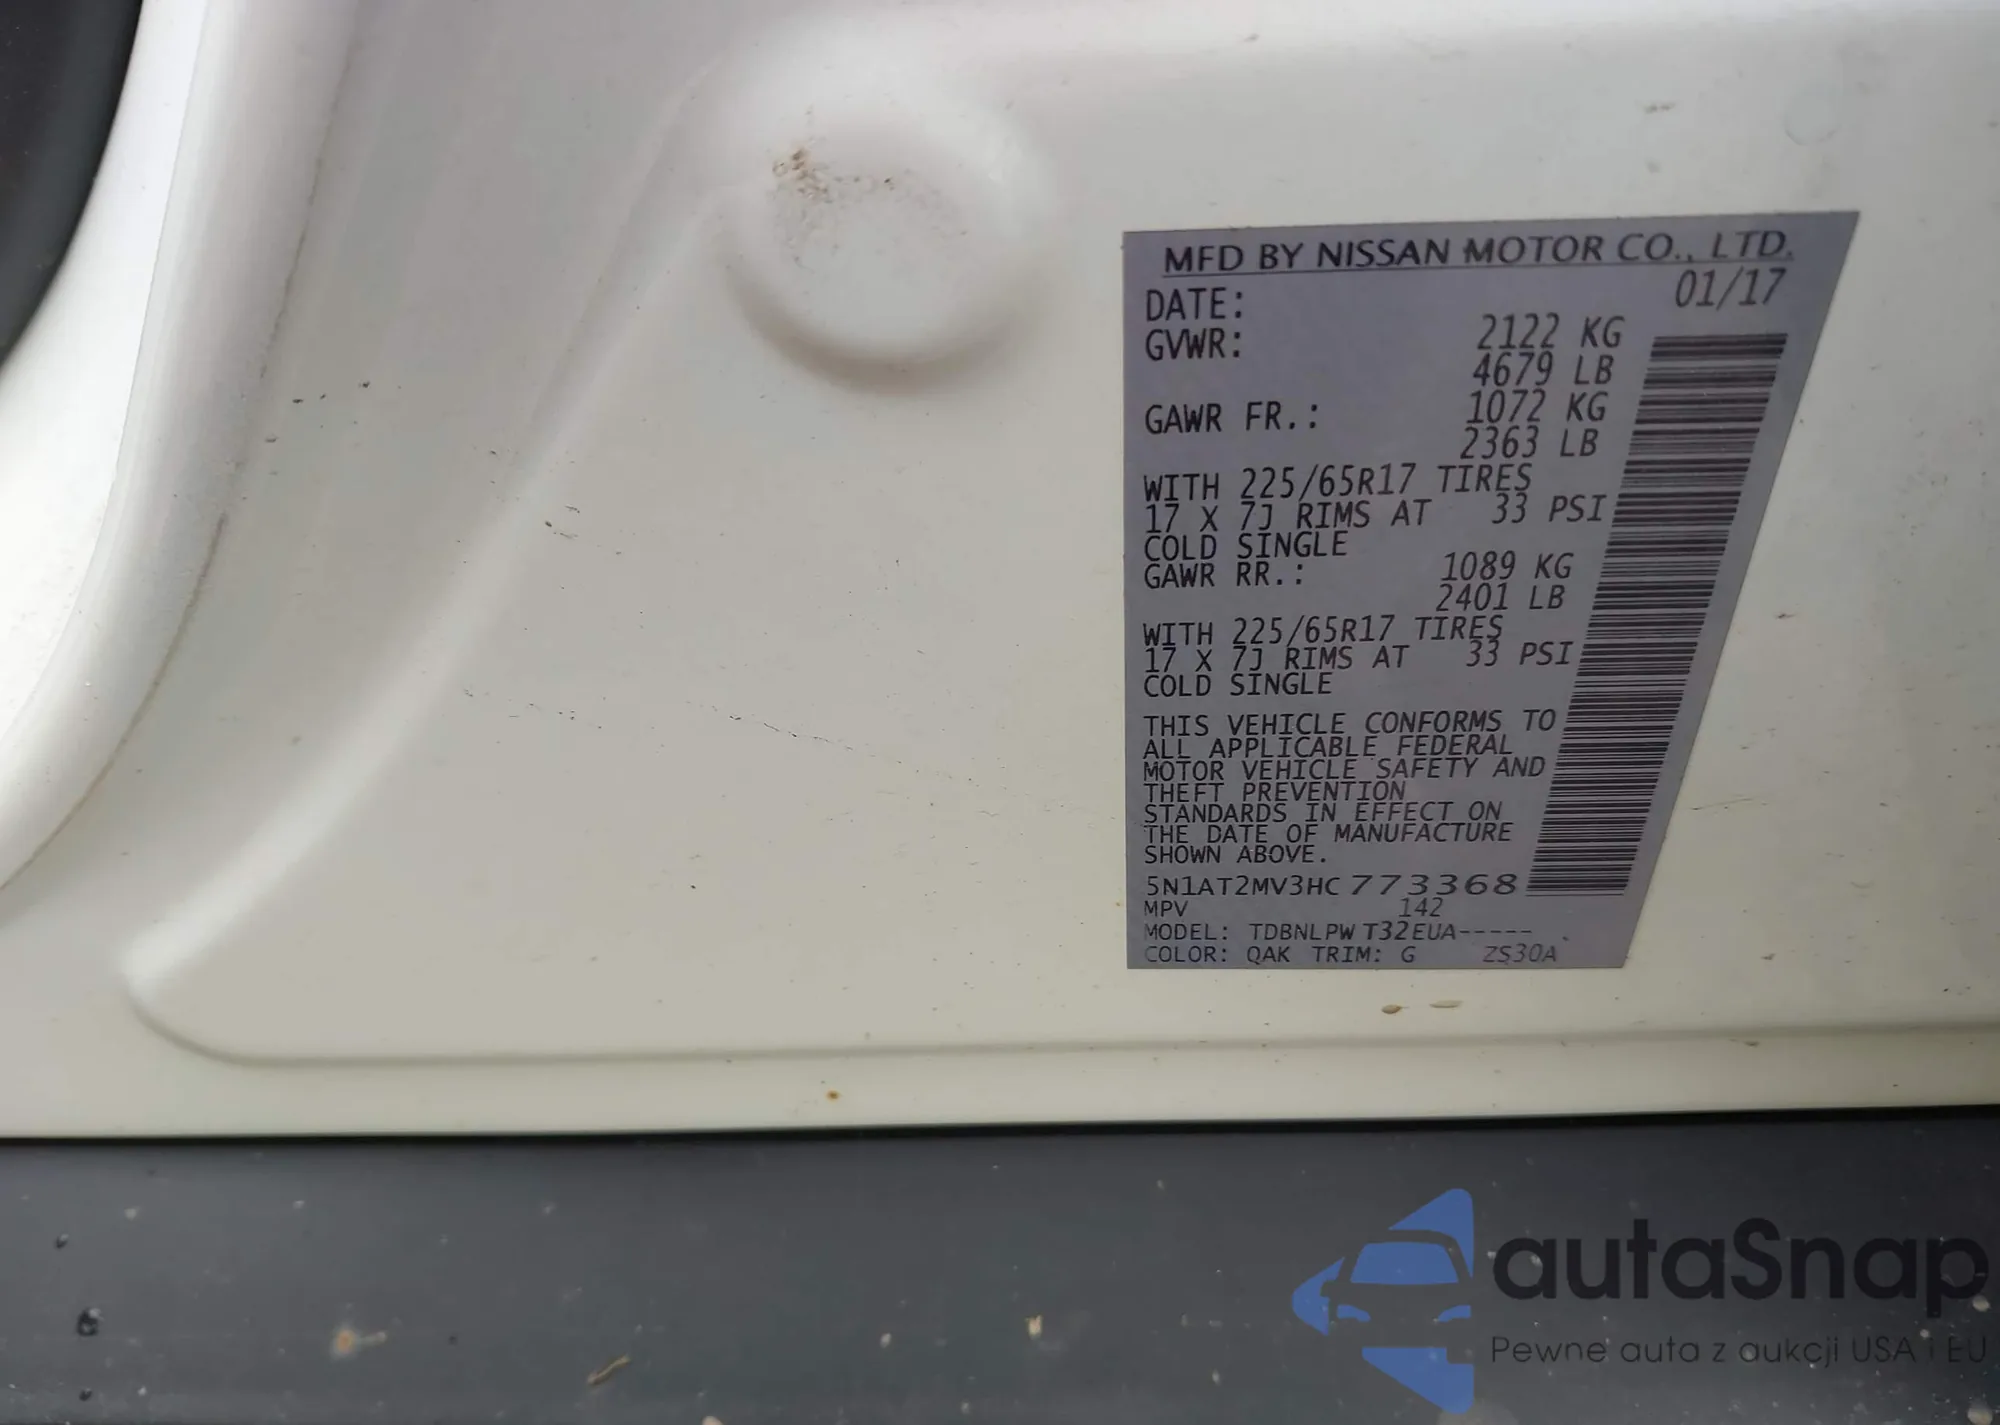 MFD BY NISSAN MOTOR CO., LTD.
DATE: 01/17
GVWR: 2122 KG
4679 LB
GAWR FR.: 1072 KG
2363 LB
WITH 225/65R17 TIRES
17 X 7J RIMS AT 33 PSI
COLD SINGLE
GAWR RR.: 1089 KG
2401 LB
WITH 225/65R17 TIRES
17 X 7J RIMS AT 33 PSI
COLD SINGLE
THIS VEHICLE CONFORMS TO
ALL APPLICABLE FEDERAL
MOTOR VEHICLE SAFETY AND
THEFT PREVENTION
STANDARDS IN EFFECT ON
THE DATE OF MANUFACTURE
SHOWN ABOVE.
5N1AT2MV3HC773368
MPV 142
MODEL: TDBNLPW T32EUA-----
COLOR: QAK TRIM: G ZS30A
autaSnap
Pewne auta z aukcji USA i EU